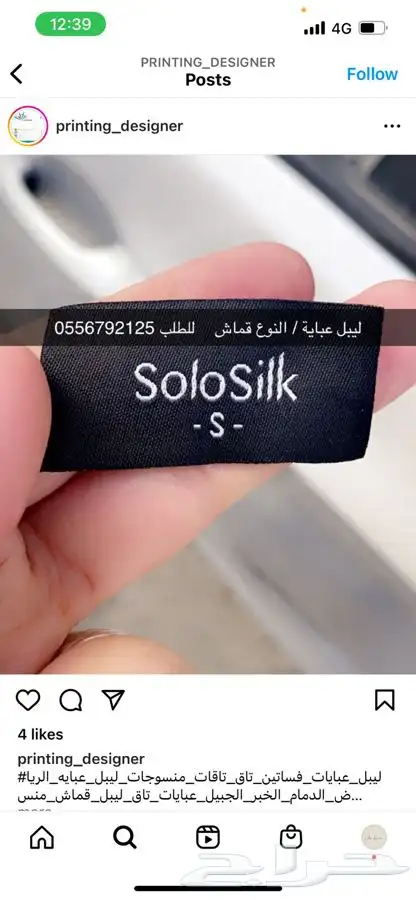 12:39
4G
PRINTING_DESIGNER
Posts
Follow
printing_designer
ليبل عباية / النوع قماش للطلب 0556792125
SoloSilk
- S -
4 likes
printing_designer
#ليبل_عبايات_فساتين_تاق_تاقات_منسوجات_ليبل_عبايه_الريا
ض_الدمام_الخبر_الجبيل_عبايات_تاق_ليبل_قماش_منس...
حراج